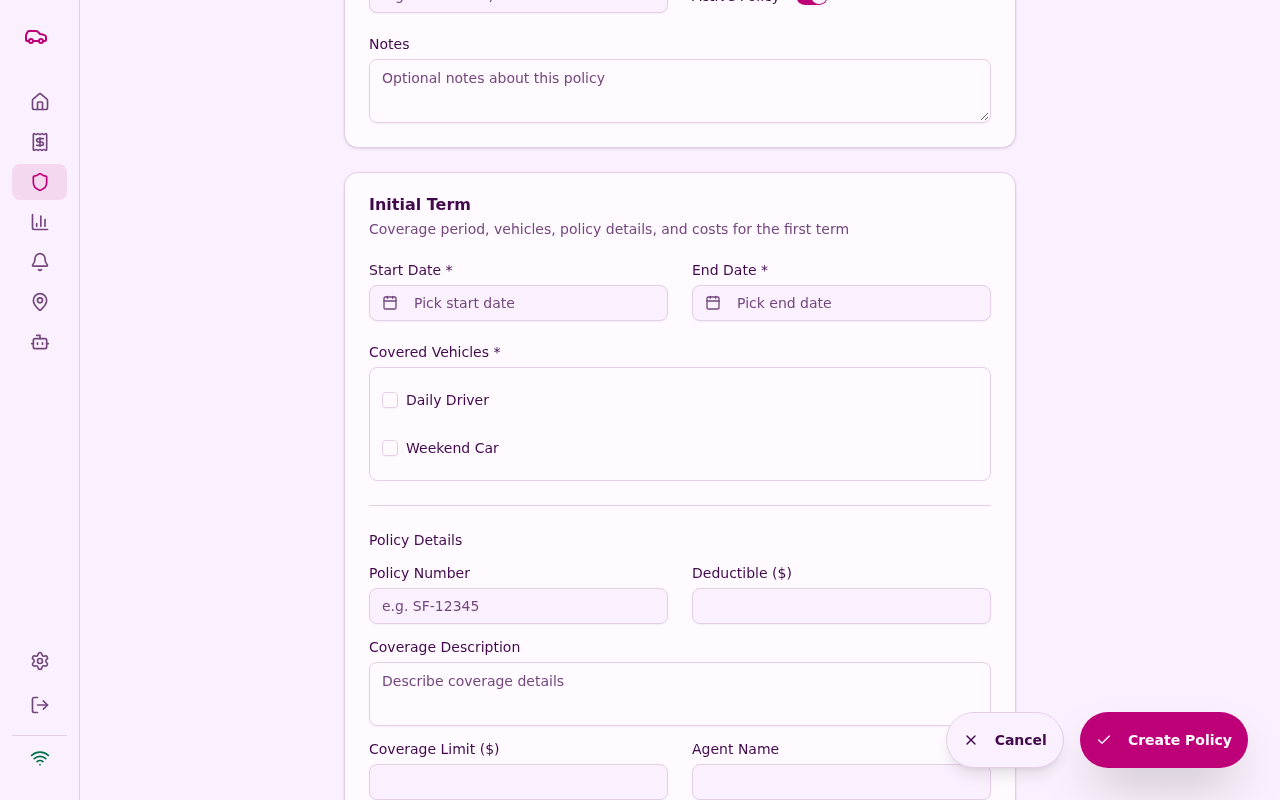 Notes
Optional notes about this policy
Initial Term
Coverage period, vehicles, policy details, and costs for the first term
Start Date *
End Date *
Pick start date
Pick end date
Covered Vehicles *
Daily Driver
Weekend Car
Policy Details
Policy Number
Deductible ($)
e.g. SF-12345
Coverage Description
Describe coverage details
Coverage Limit ($)
Agent Name
Cancel
Create Policy